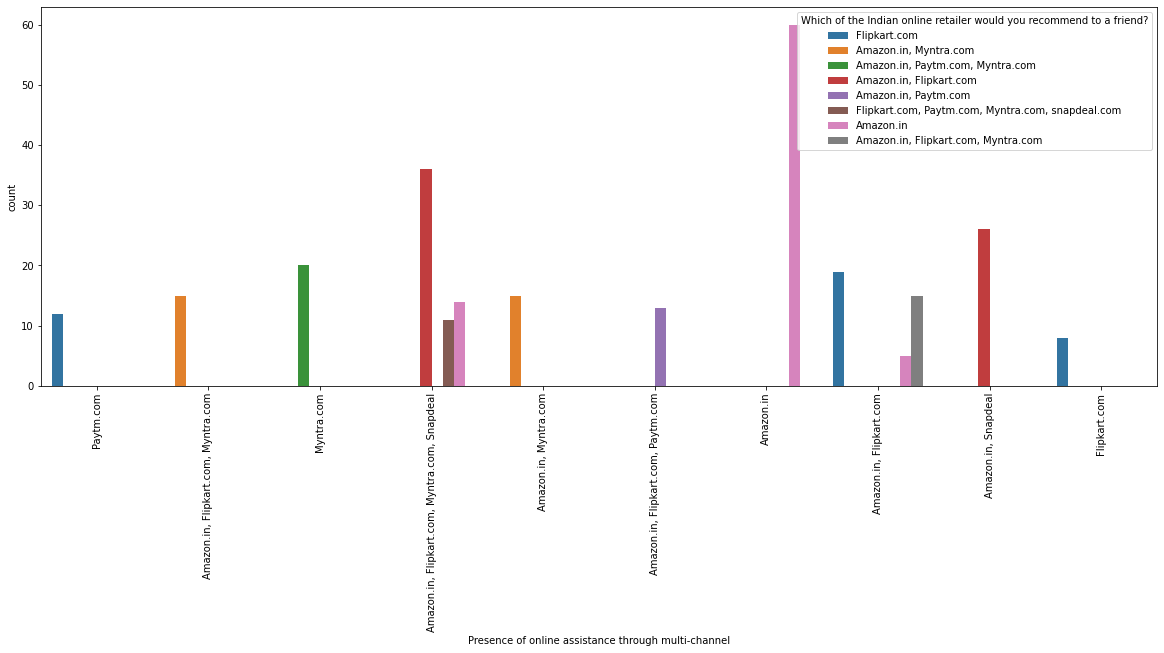 60
50
40
30
20
10
0
count
Which of the Indian online retailer would you recommend to a friend?
Flipkart.com
Amazon.in, Myntra.com
Amazon.in, Paytm.com, Myntra.com
Amazon.in, Flipkart.com
Amazon.in, Paytm.com
Flipkart.com, Paytm.com, Myntra.com, snapdeal.com
Amazon.in
Amazon.in, Flipkart.com, Myntra.com
Paytm.com
Amazon.in, Flipkart.com, Myntra.com
Myntra.com
Amazon.in, Flipkart.com, Myntra.com, Snapdeal
Amazon.in, Myntra.com
Amazon.in, Flipkart.com, Paytm.com
Amazon.in
Amazon.in, Flipkart.com
Amazon.in, Snapdeal
Flipkart.com
Presence of online assistance through multi-channel